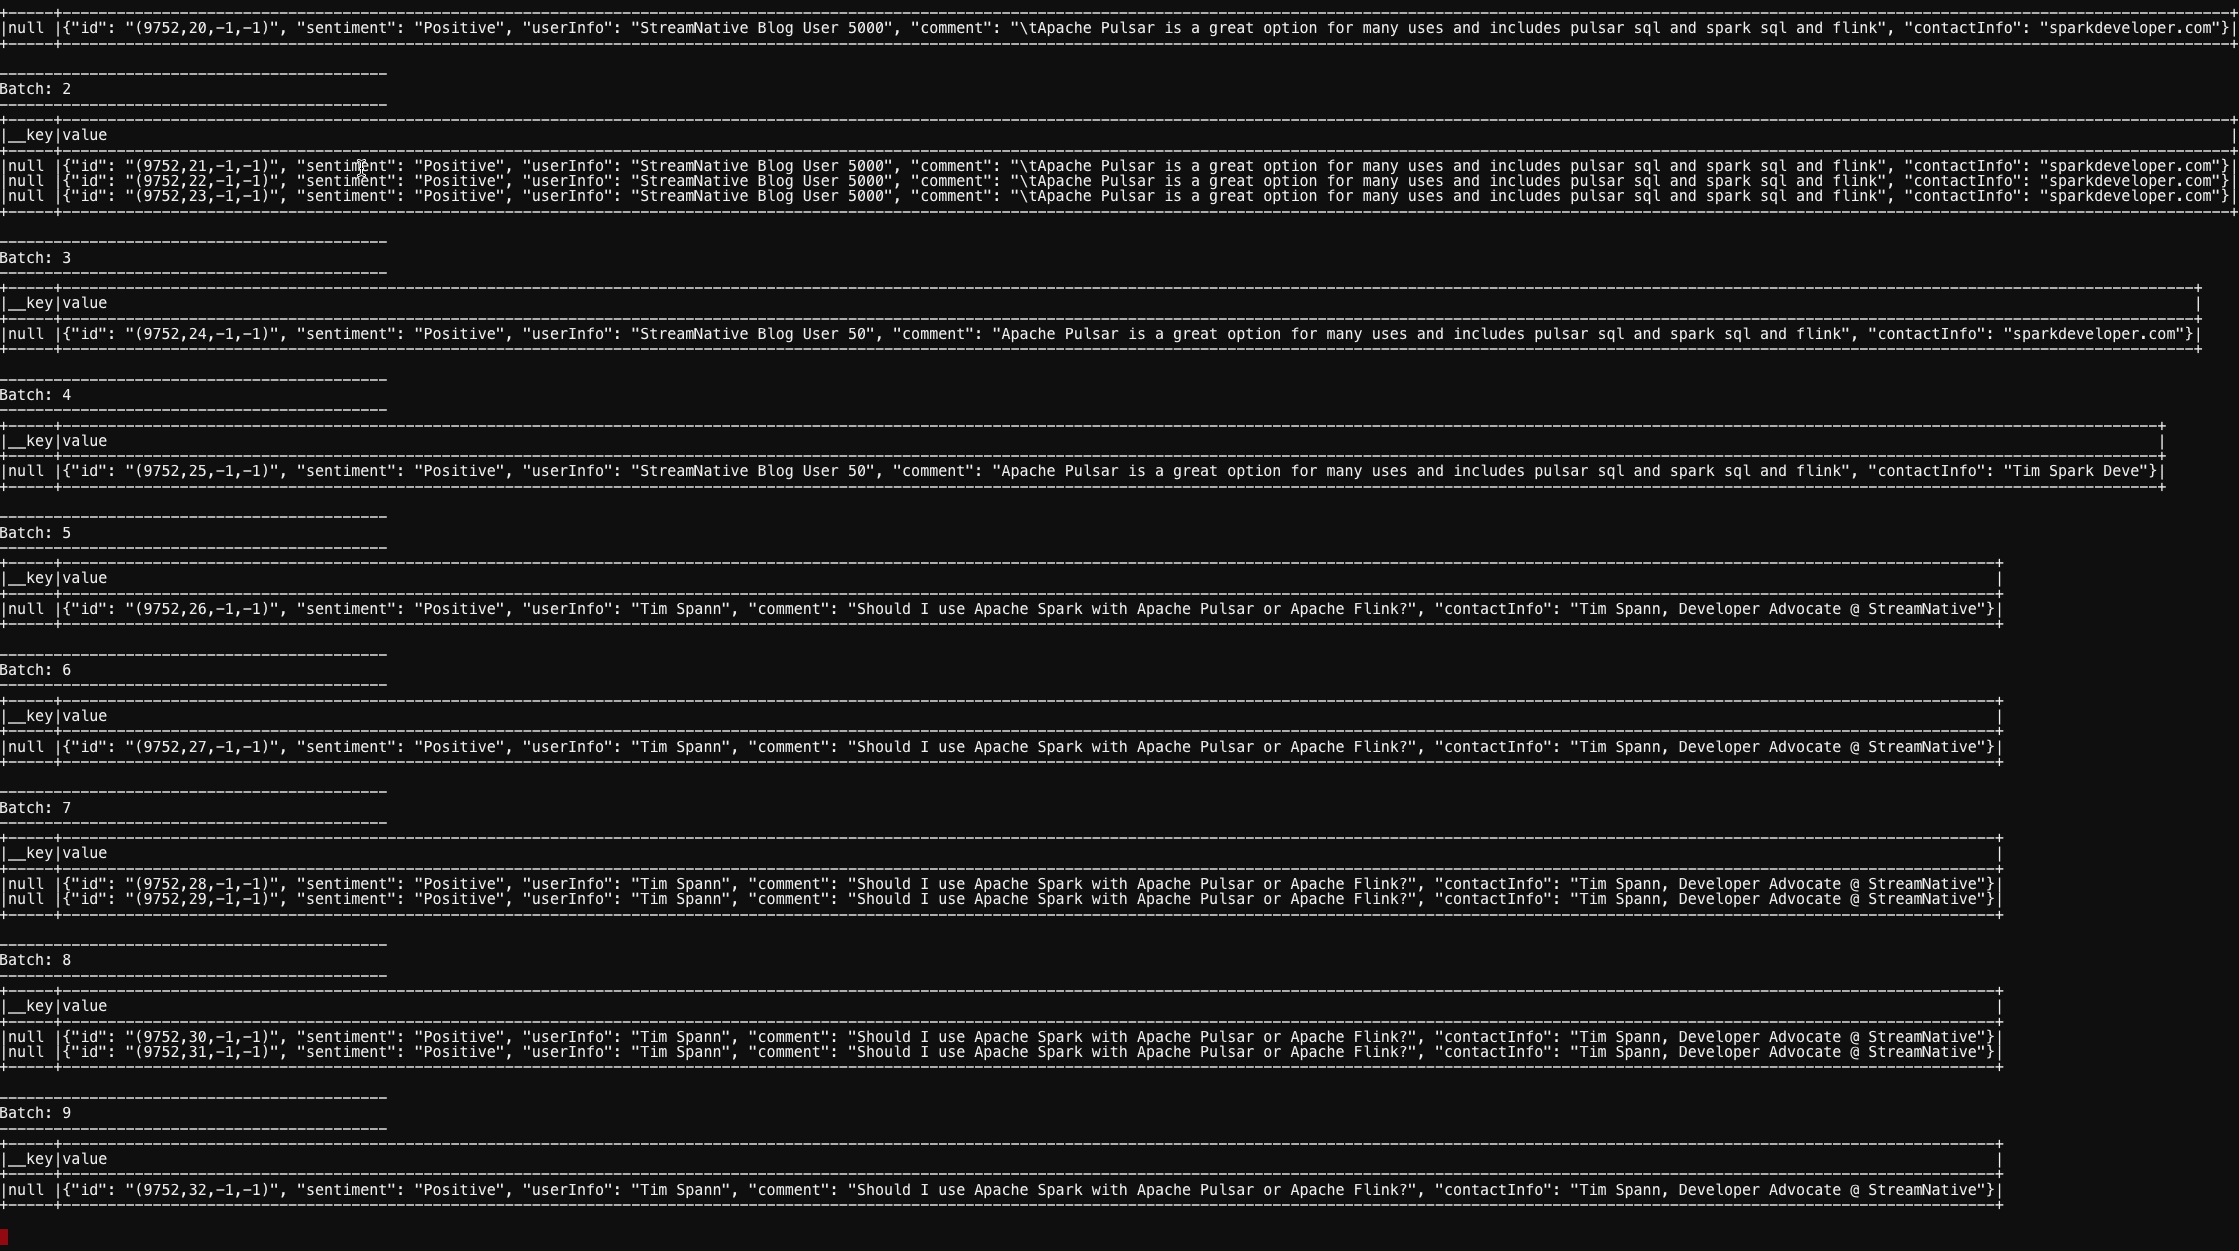 |null |{"id": "(9752,20,-1,-1)", "sentiment": "Positive", "userInfo": "StreamNative Blog User 5000", "comment": "\tApache Pulsar is a great option for many uses and includes pulsar sql and spark sql and flink", "contactInfo": "sparkdeveloper.com"}|
Batch: 2
|__key|value |
|null |{"id": "(9752,21,-1,-1)", "sentiment": "Positive", "userInfo": "StreamNative Blog User 5000", "comment": "\tApache Pulsar is a great option for many uses and includes pulsar sql and spark sql and flink", "contactInfo": "sparkdeveloper.com"}|
|null |{"id": "(9752,22,-1,-1)", "sentiment": "Positive", "userInfo": "StreamNative Blog User 5000", "comment": "\tApache Pulsar is a great option for many uses and includes pulsar sql and spark sql and flink", "contactInfo": "sparkdeveloper.com"}|
|null |{"id": "(9752,23,-1,-1)", "sentiment": "Positive", "userInfo": "StreamNative Blog User 5000", "comment": "\tApache Pulsar is a great option for many uses and includes pulsar sql and spark sql and flink", "contactInfo": "sparkdeveloper.com"}|
Batch: 3
|__key|value |
|null |{"id": "(9752,24,-1,-1)", "sentiment": "Positive", "userInfo": "StreamNative Blog User 50", "comment": "Apache Pulsar is a great option for many uses and includes pulsar sql and spark sql and flink", "contactInfo": "sparkdeveloper.com"}|
Batch: 4
|__key|value |
|null |{"id": "(9752,25,-1,-1)", "sentiment": "Positive", "userInfo": "StreamNative Blog User 50", "comment": "Apache Pulsar is a great option for many uses and includes pulsar sql and spark sql and flink", "contactInfo": "Tim Spark Deve"}|
Batch: 5
|__key|value |
|null |{"id": "(9752,26,-1,-1)", "sentiment": "Positive", "userInfo": "Tim Spann", "comment": "Should I use Apache Spark with Apache Pulsar or Apache Flink?", "contactInfo": "Tim Spann, Developer Advocate @ StreamNative"}|
Batch: 6
|__key|value |
|null |{"id": "(9752,27,-1,-1)", "sentiment": "Positive", "userInfo": "Tim Spann", "comment": "Should I use Apache Spark with Apache Pulsar or Apache Flink?", "contactInfo": "Tim Spann, Developer Advocate @ StreamNative"}|
Batch: 7
|__key|value |
|null |{"id": "(9752,28,-1,-1)", "sentiment": "Positive", "userInfo": "Tim Spann", "comment": "Should I use Apache Spark with Apache Pulsar or Apache Flink?", "contactInfo": "Tim Spann, Developer Advocate @ StreamNative"}|
|null |{"id": "(9752,29,-1,-1)", "sentiment": "Positive", "userInfo": "Tim Spann", "comment": "Should I use Apache Spark with Apache Pulsar or Apache Flink?", "contactInfo": "Tim Spann, Developer Advocate @ StreamNative"}|
Batch: 8
|__key|value |
|null |{"id": "(9752,30,-1,-1)", "sentiment": "Positive", "userInfo": "Tim Spann", "comment": "Should I use Apache Spark with Apache Pulsar or Apache Flink?", "contactInfo": "Tim Spann, Developer Advocate @ StreamNative"}|
|null |{"id": "(9752,31,-1,-1)", "sentiment": "Positive", "userInfo": "Tim Spann", "comment": "Should I use Apache Spark with Apache Pulsar or Apache Flink?", "contactInfo": "Tim Spann, Developer Advocate @ StreamNative"}|
Batch: 9
|__key|value |
|null |{"id": "(9752,32,-1,-1)", "sentiment": "Positive", "userInfo": "Tim Spann", "comment": "Should I use Apache Spark with Apache Pulsar or Apache Flink?", "contactInfo": "Tim Spann, Developer Advocate @ StreamNative"}|